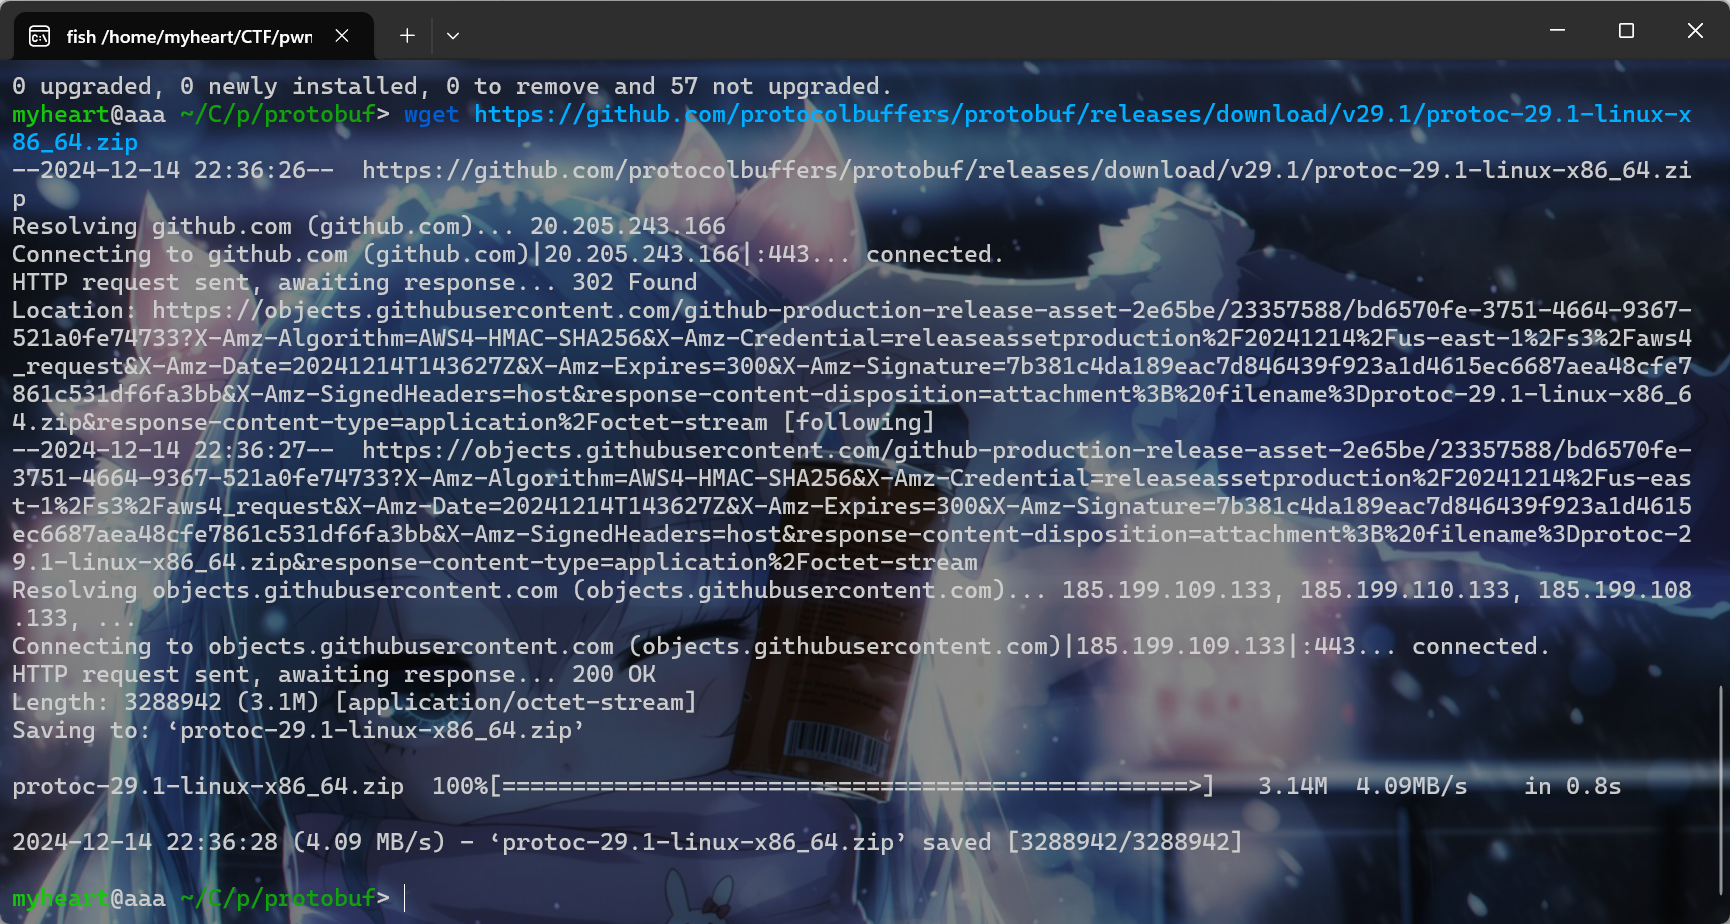 fish /home/myheart/CTF/pwn
0 upgraded, 0 newly installed, 0 to remove and 57 not upgraded.
myheart@aaa ~/C/p/protobuf> wget https://github.com/protocolbuffers/protobuf/releases/download/v29.1/protoc-29.1-linux-x
86_64.zip
--2024-12-14 22:36:26--  https://github.com/protocolbuffers/protobuf/releases/download/v29.1/protoc-29.1-linux-x86_64.zi
p
Resolving github.com (github.com)... 20.205.243.166
Connecting to github.com (github.com)|20.205.243.166|:443... connected.
HTTP request sent, awaiting response... 302 Found
Location: https://objects.githubusercontent.com/github-production-release-asset-2e65be/23357588/bd6570fe-3751-4664-9367-
521a0fe74733?X-Amz-Algorithm=AWS4-HMAC-SHA256&X-Amz-Credential=releaseassetproduction%2F20241214%2Fus-east-1%2Fs3%2Faws4
_request&X-Amz-Date=20241214T143627Z&X-Amz-Expires=300&X-Amz-Signature=7b381c4da189eac7d846439f923a1d4615ec6687aea48cfe7
861c531df6fa3bb&X-Amz-SignedHeaders=host&response-content-disposition=attachment%3B%20filename%3Dprotoc-29.1-linux-x86_6
4.zip&response-content-type=application%2Foctet-stream [following]
--2024-12-14 22:36:27--  https://objects.githubusercontent.com/github-production-release-asset-2e65be/23357588/bd6570fe-
3751-4664-9367-521a0fe74733?X-Amz-Algorithm=AWS4-HMAC-SHA256&X-Amz-Credential=releaseassetproduction%2F20241214%2Fus-eas
t-1%2Fs3%2Faws4_request&X-Amz-Date=20241214T143627Z&X-Amz-Expires=300&X-Amz-Signature=7b381c4da189eac7d846439f923a1d4615
ec6687aea48cfe7861c531df6fa3bb&X-Amz-SignedHeaders=host&response-content-disposition=attachment%3B%20filename%3Dprotoc-2
9.1-linux-x86_64.zip&response-content-type=application%2Foctet-stream
Resolving objects.githubusercontent.com (objects.githubusercontent.com)... 185.199.109.133, 185.199.110.133, 185.199.108
.133, ...
Connecting to objects.githubusercontent.com (objects.githubusercontent.com)|185.199.109.133|:443... connected.
HTTP request sent, awaiting response... 200 OK
Length: 3288942 (3.1M) [application/octet-stream]
Saving to: ‘protoc-29.1-linux-x86_64.zip’
protoc-29.1-linux-x86_64.zip  100%[=================================================>]   3.14M  4.09MB/s    in 0.8s
2024-12-14 22:36:28 (4.09 MB/s) - ‘protoc-29.1-linux-x86_64.zip’ saved [3288942/3288942]
myheart@aaa ~/C/p/protobuf>